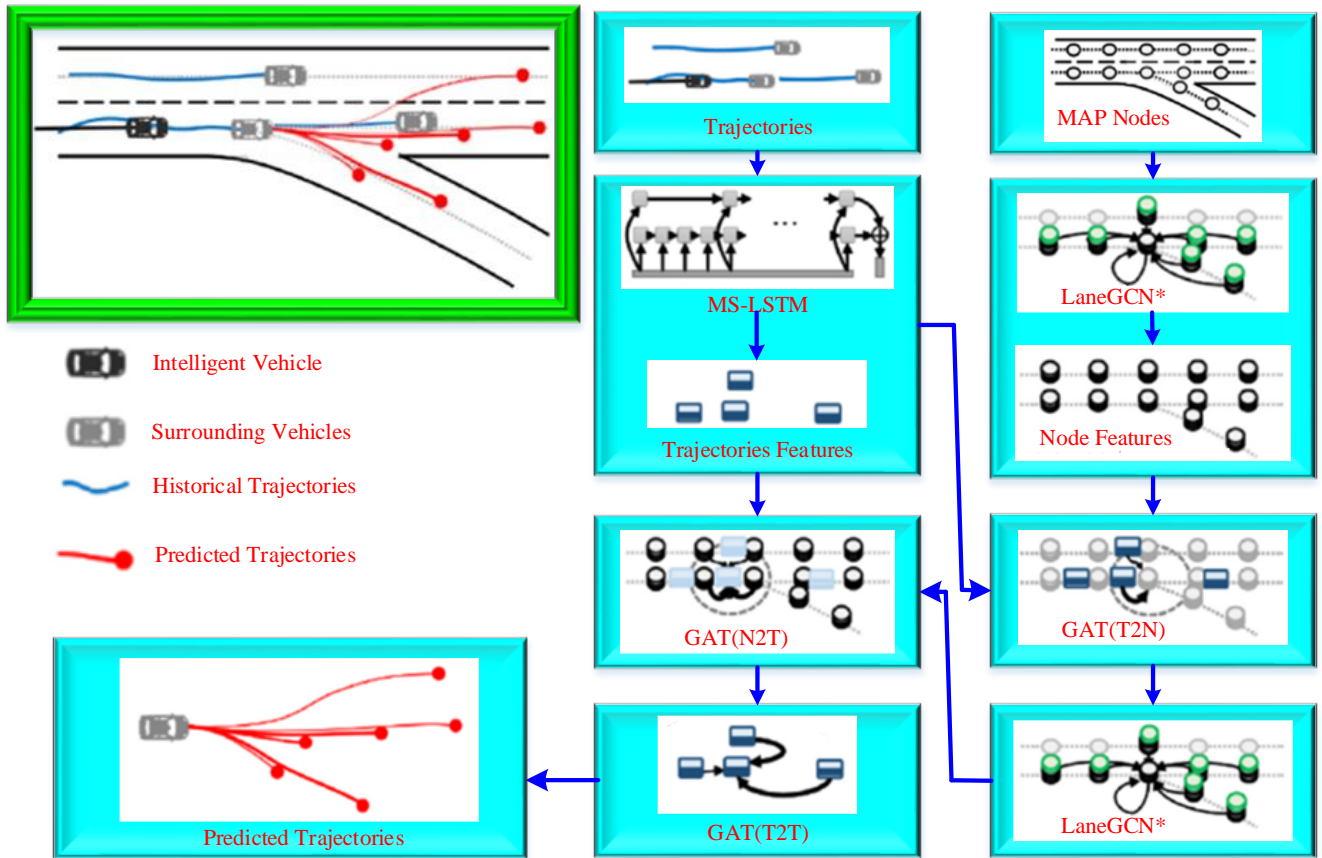 Intelligent Vehicle
Surrounding Vehicles
Historical Trajectories
Predicted Trajectories
Trajectories
MS-LSTM
Trajectories Features
GAT(N2T)
GAT(T2T)
MAP Nodes
LaneGCN*
Node Features
GAT(T2N)
LaneGCN*
Predicted Trajectories